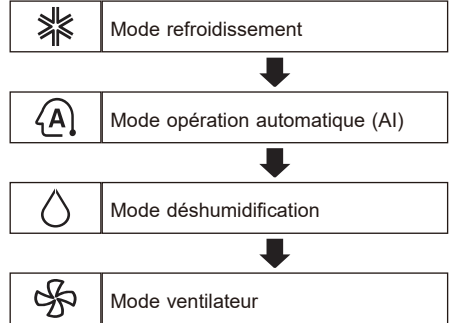 Mode refroidissement
A
Mode opération automatique (AI)
Mode déshumidification
Mode ventilateur